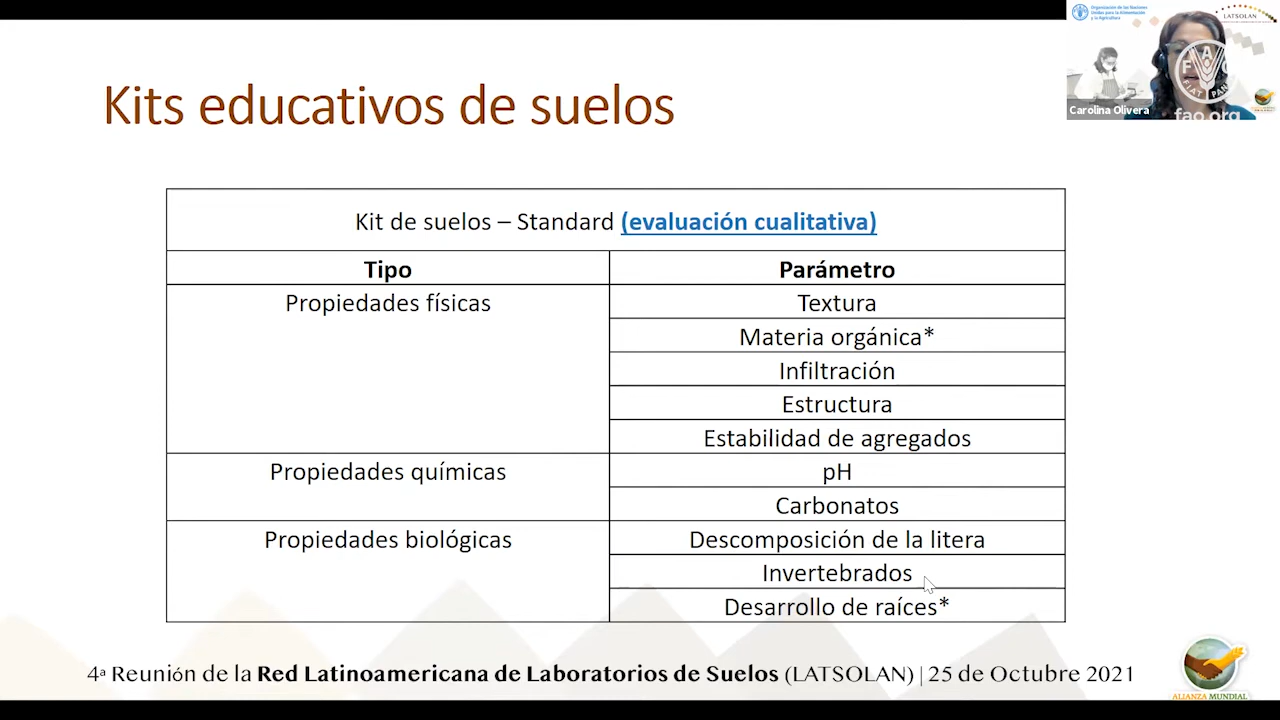 Organización de las Naciones
Unidas para la Alimentación
y la Agricultura
LATSOLAN
Carolina Olivera
FAO
FIAT PAN
fao.org
Kits educativos de suelos
Kit de suelos – Standard (evaluación cualitativa)
Tipo Parámetro
Propiedades físicas Textura
Materia orgánica*
Infiltración
Estructura
Estabilidad de agregados
Propiedades químicas pH
Carbonatos
Propiedades biológicas Descomposición de la litera
Invertebrados
Desarrollo de raíces*
4ª Reunión de la Red Latinoamericana de Laboratorios de Suelos (LATSOLAN) | 25 de Octubre 2021
ALIANZA MUNDIAL